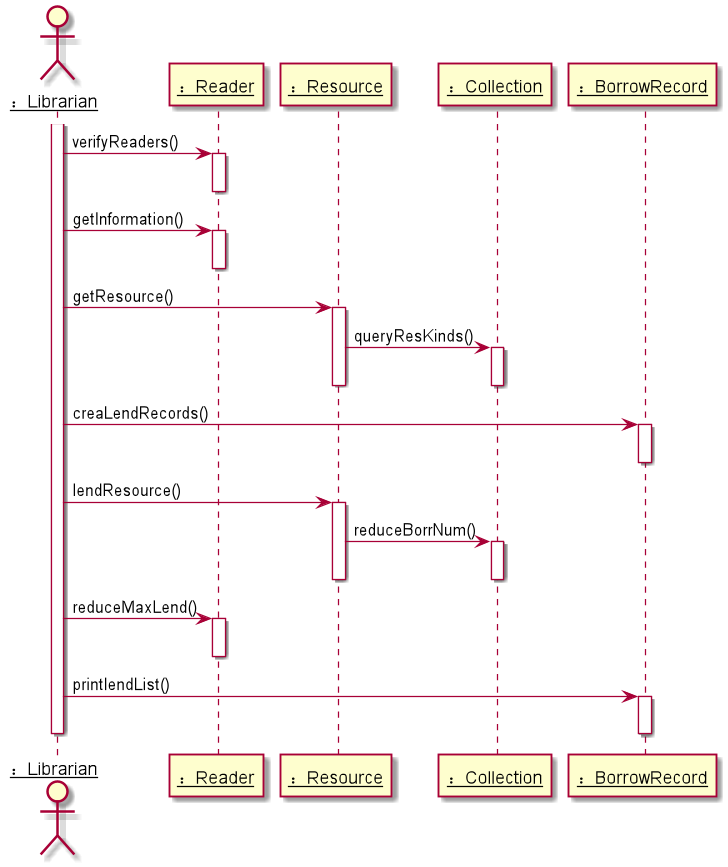 : Librarian
: Reader
: Resource
: Collection
: BorrowRecord
verifyReaders()
getInformation()
getResource()
queryResKinds()
creaLendRecords()
lendResource()
reduceBorrNum()
reduceMaxLend()
printlendList()
: Librarian
: Reader
: Resource
: Collection
: BorrowRecord